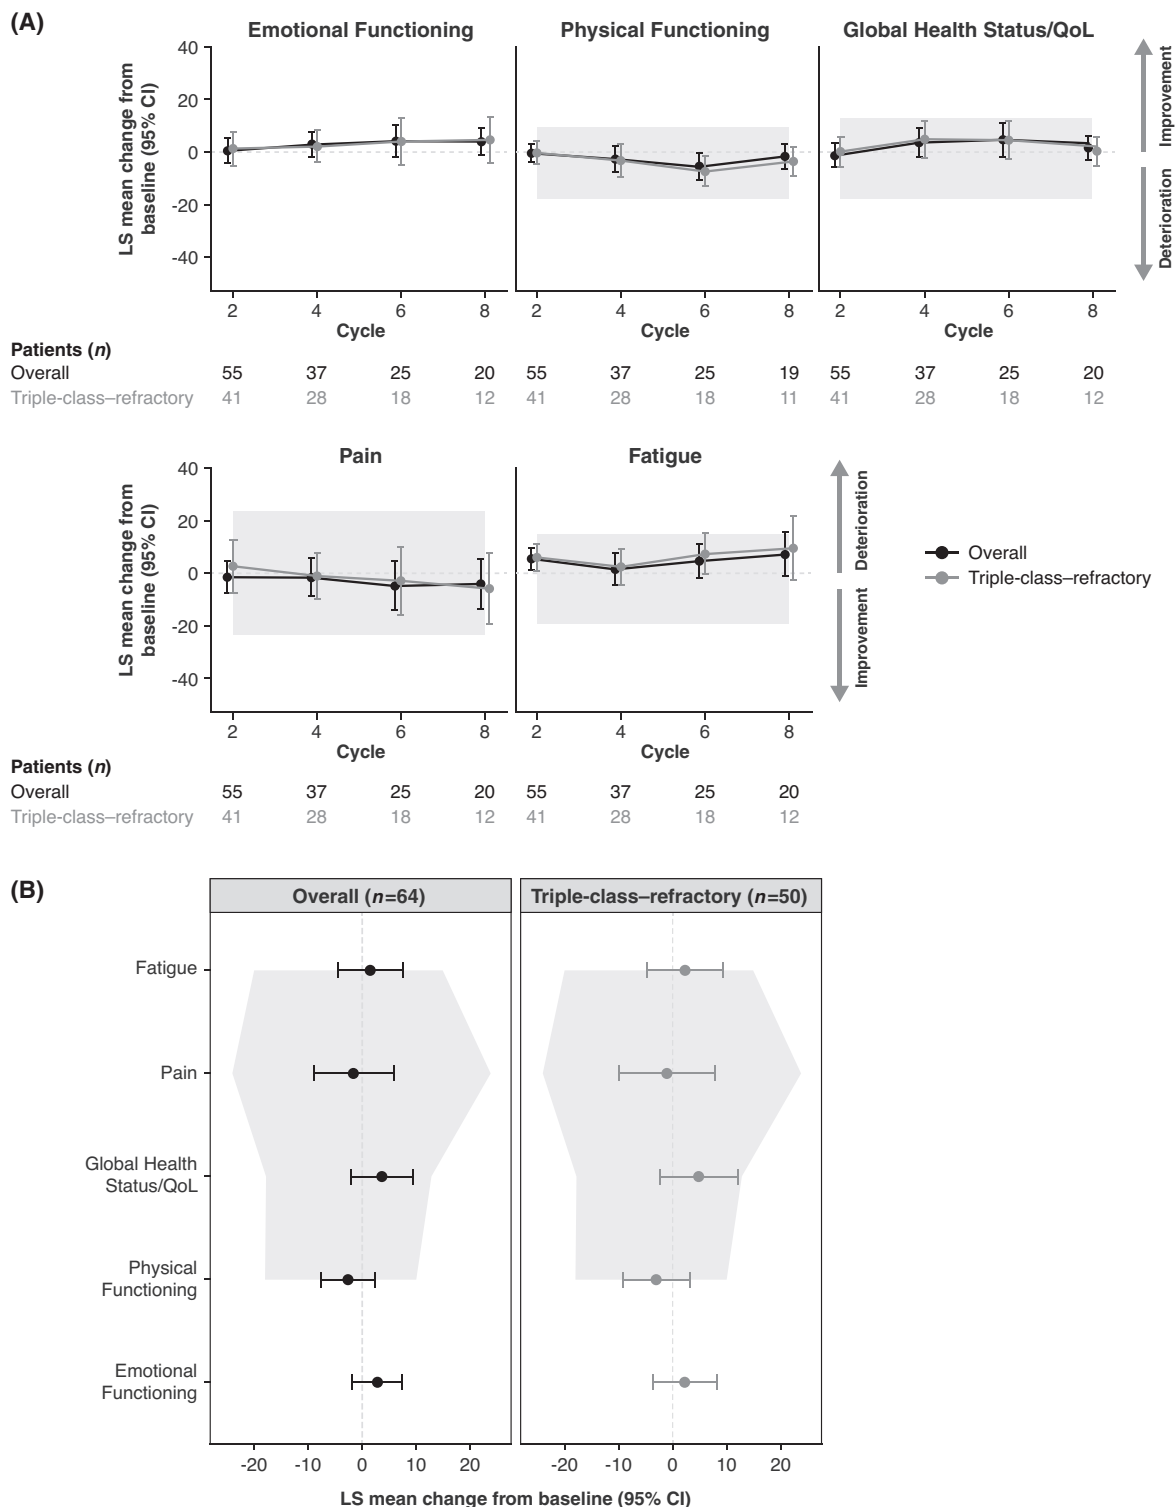 (A)
Emotional Functioning
Physical Functioning
Global Health Status/QoL
LS mean change from
baseline (95% CI)
40
20
0
-20
-40
2 4 6 8
Cycle
2 4 6 8
Cycle
2 4 6 8
Cycle
Improvement
Deterioration
Patients (n)
Overall 55 37 25 20 55 37 25 19 55 37 25 20
Triple-class–refractory 41 28 18 12 41 28 18 11 41 28 18 12
Pain
Fatigue
LS mean change from
baseline (95% CI)
40
20
0
-20
-40
2 4 6 8
Cycle
2 4 6 8
Cycle
Deterioration
Improvement
Overall
Triple-class–refractory
Patients (n)
Overall 55 37 25 20 55 37 25 20
Triple-class–refractory 41 28 18 12 41 28 18 12
(B)
Overall (n=64)
Triple-class–refractory (n=50)
Fatigue
Pain
Global Health
Status/QoL
Physical
Functioning
Emotional
Functioning
-20 -10 0 10 20
-20 -10 0 10 20
LS mean change from baseline (95% CI)